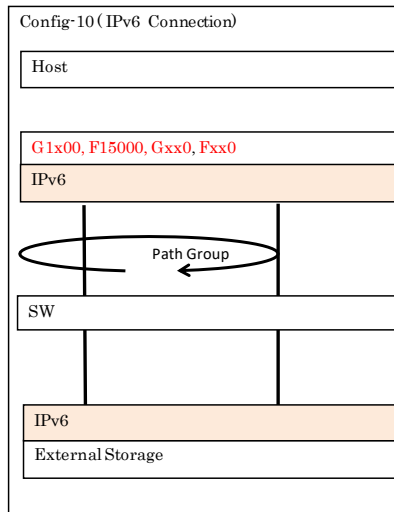 Config-10 (IPv6 Connection)
Host
G1x00, F15000, Gxx0, Fxx0
IPv6
Path Group
SW
IPv6
External Storage